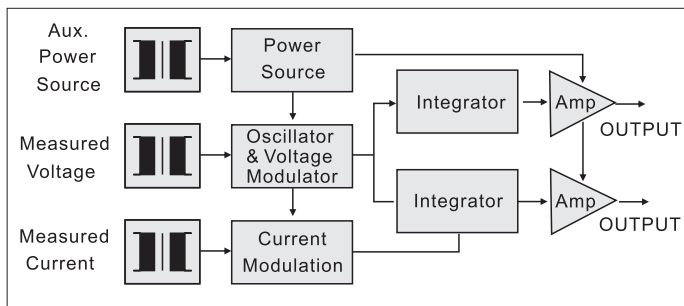 Aux.
Power
Source
Power
Source
Integrator
Amp
OUTPUT
Measured
Voltage
Oscillator
& Voltage
Modulator
Integrator
Amp
OUTPUT
Measured
Current
Current
Modulation